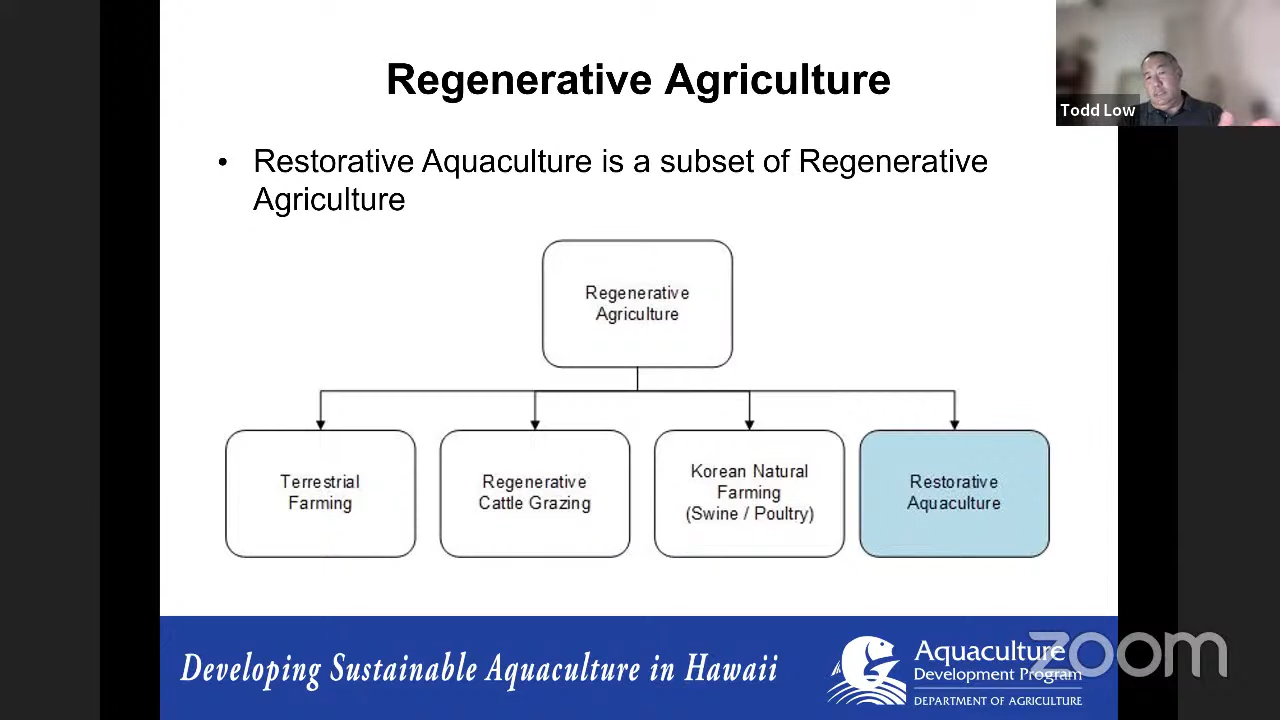 Regenerative Agriculture
Todd Low
• Restorative Aquaculture is a subset of Regenerative
Agriculture
Regenerative
Agriculture
Terrestrial
Farming
Regenerative
Cattle Grazing
Korean Natural
Farming
(Swine / Poultry)
Restorative
Aquaculture
Developing Sustainable Aquaculture in Hawaii
Aquaculture
Development Program
DEPARTMENT OF AGRICULTURE
zoom